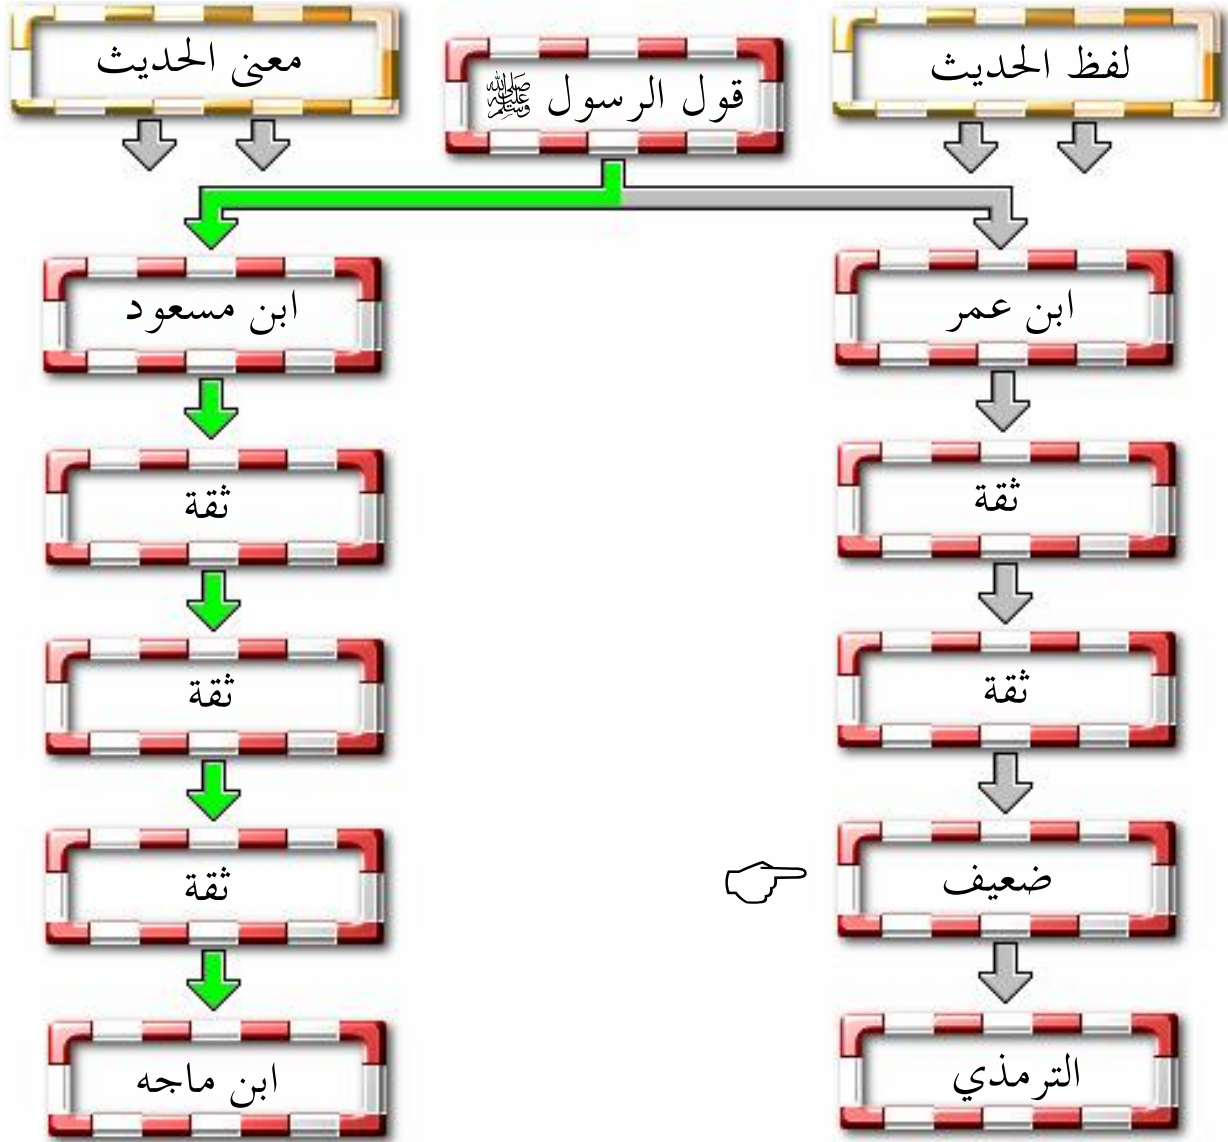 لفظ الحديث
قول الرسول ﷺ
معنى الحديث
ابن عمر
ابن مسعود
ثقة
ثقة
ثقة
ثقة
ضعيف
ثقة
الترمذي
ابن ماجه